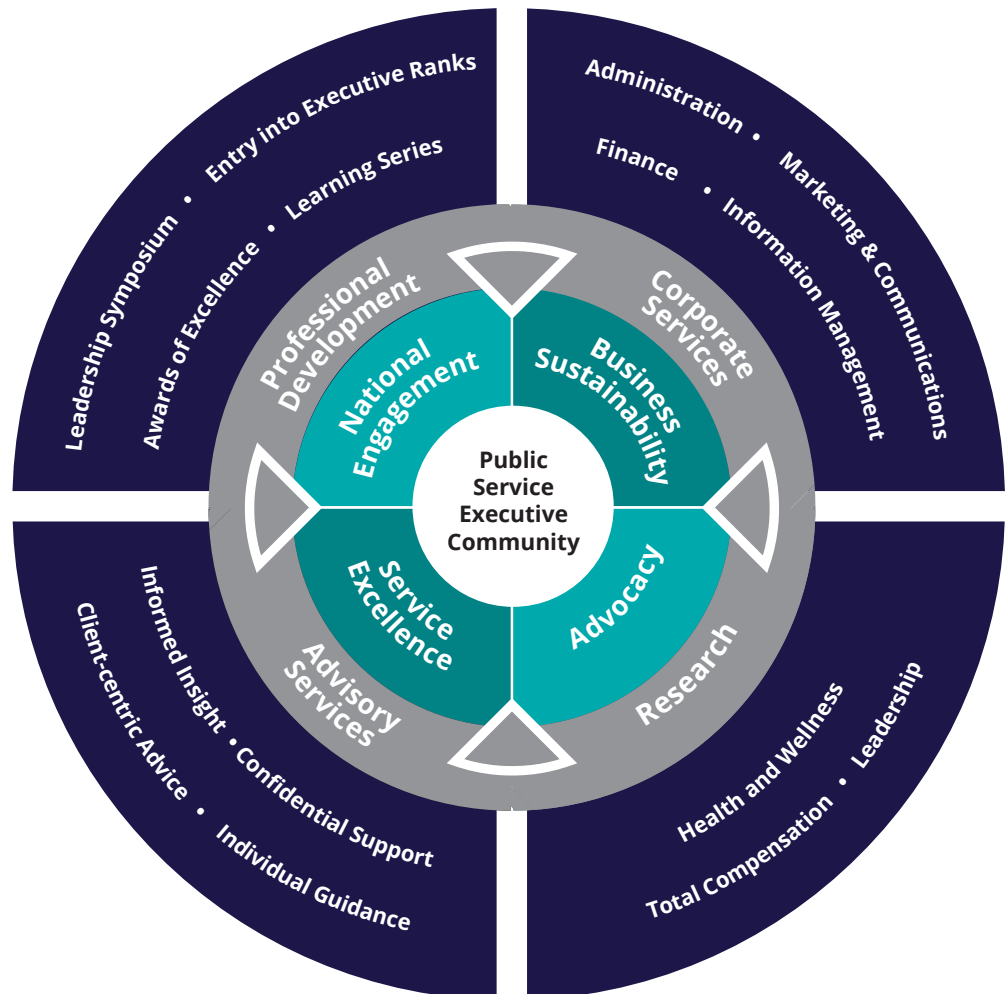 Leadership Symposium • Entry into Executive Ranks
Awards of Excellence • Learning Series
Administration • Marketing & Communications
Finance • Information Management
Professional
Development
Corporate
Services
National
Engagement
Business
Sustainability
Public
Service
Executive
Community
Service
Excellence
Advocacy
Advisory
Services
Research
Informed Insight • Confidential Support
Client-centric Advice • Individual Guidance
Health and Wellness
Total Compensation • Leadership